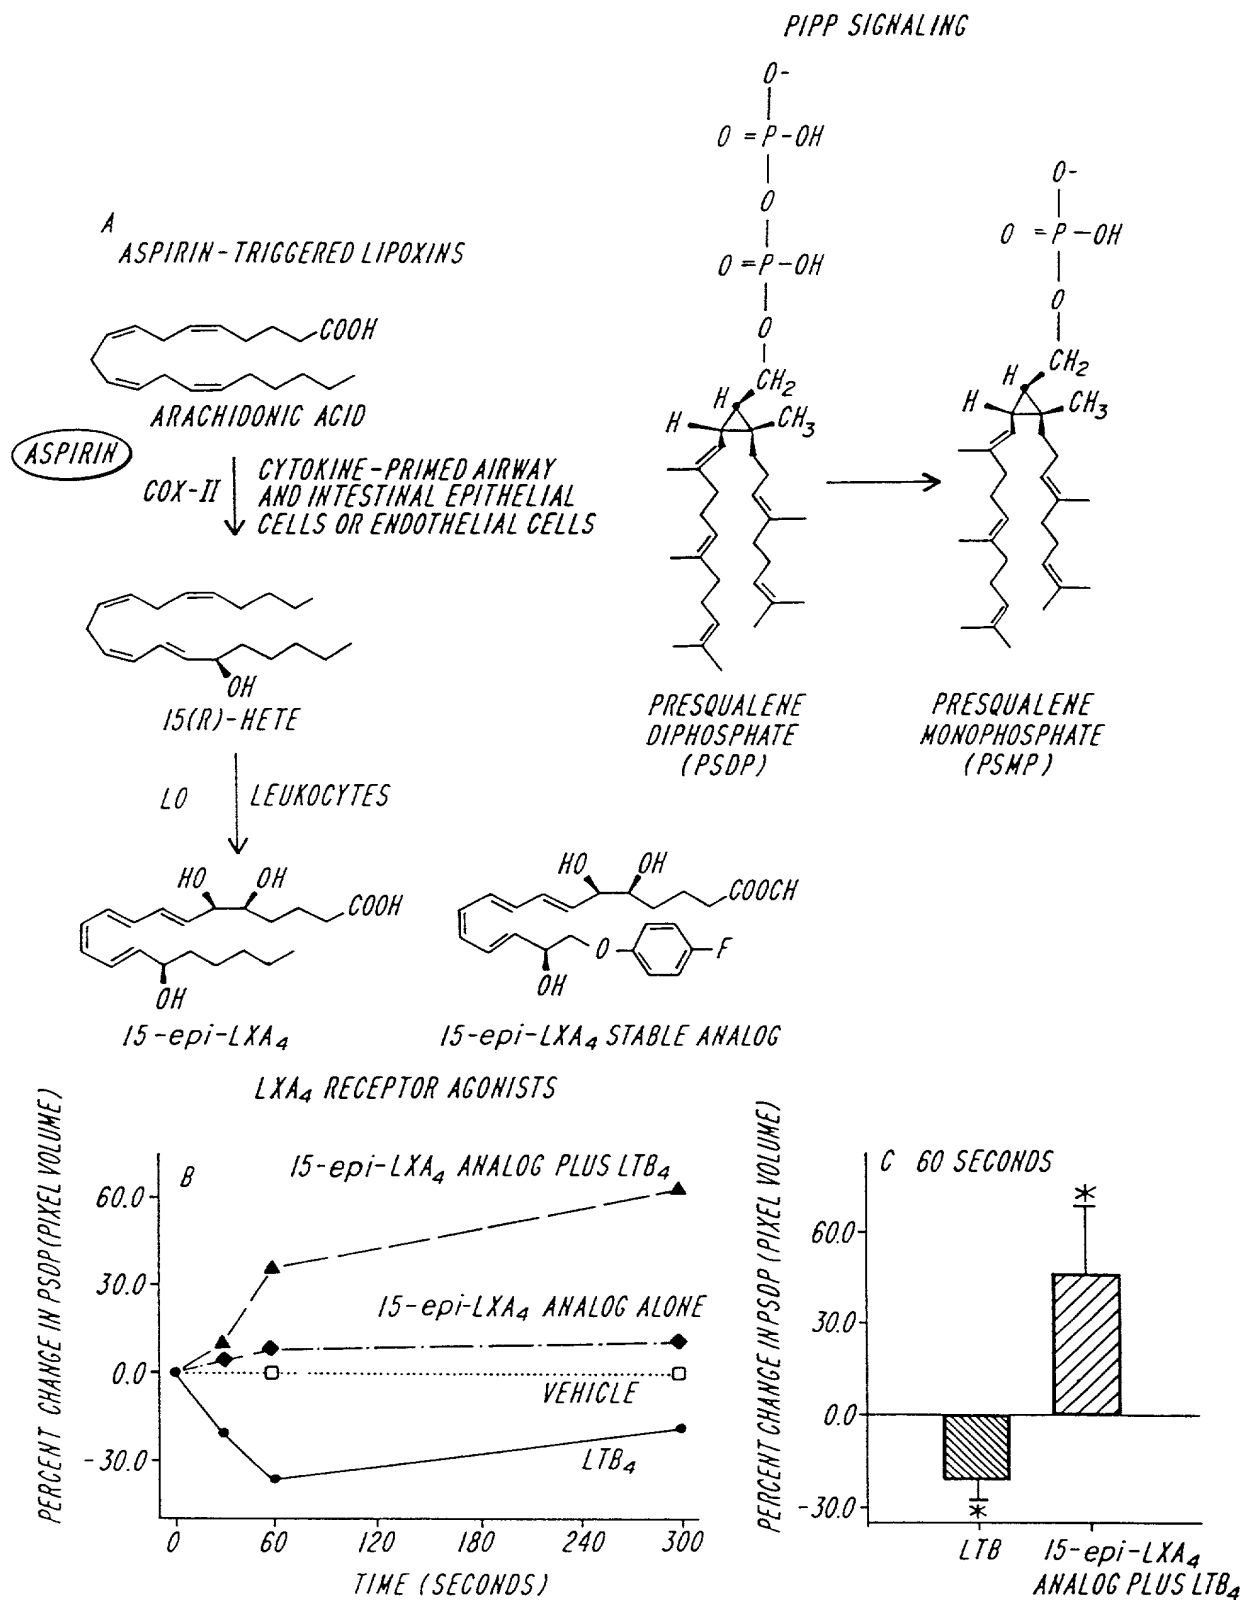 PIPP SIGNALING
O-
O =P-OH
O
O =P-OH
O
CH2
H
H
CH3
PRESQUALENE
DIPHOSPHATE
(PSDP)
O-
O =P-OH
O
CH2
H
H
CH3
PRESQUALENE
MONOPHOSPHATE
(PSMP)
A
ASPIRIN-TRIGGERED LIPOXINS
COOH
ARACHIDONIC ACID
ASPIRIN
COX-II
CYTOKINE-PRIMED AIRWAY
AND INTESTINAL EPITHELIAL
CELLS OR ENDOTHELIAL CELLS
OH
15(R)-HETE
LO
LEUKOCYTES
HO OH
COOH
OH
15-epi-LXA4
HO OH
COOCH
O
F
OH
15-epi-LXA4 STABLE ANALOG
LXA4 RECEPTOR AGONISTS
PERCENT CHANGE IN PSDP (PIXEL VOLUME)
B
15-epi-LXA4 ANALOG PLUS LTB4
60.0
30.0
15-epi-LXA4 ANALOG ALONE
0.0
VEHICLE
-30.0
LTB4
0 60 120 180 240 300
TIME (SECONDS)
PERCENT CHANGE IN PSDP (PIXEL VOLUME)
C 60 SECONDS
*
60.0
30.0
0.0
-30.0
*
LTB
15-epi-LXA4
ANALOG PLUS LTB4